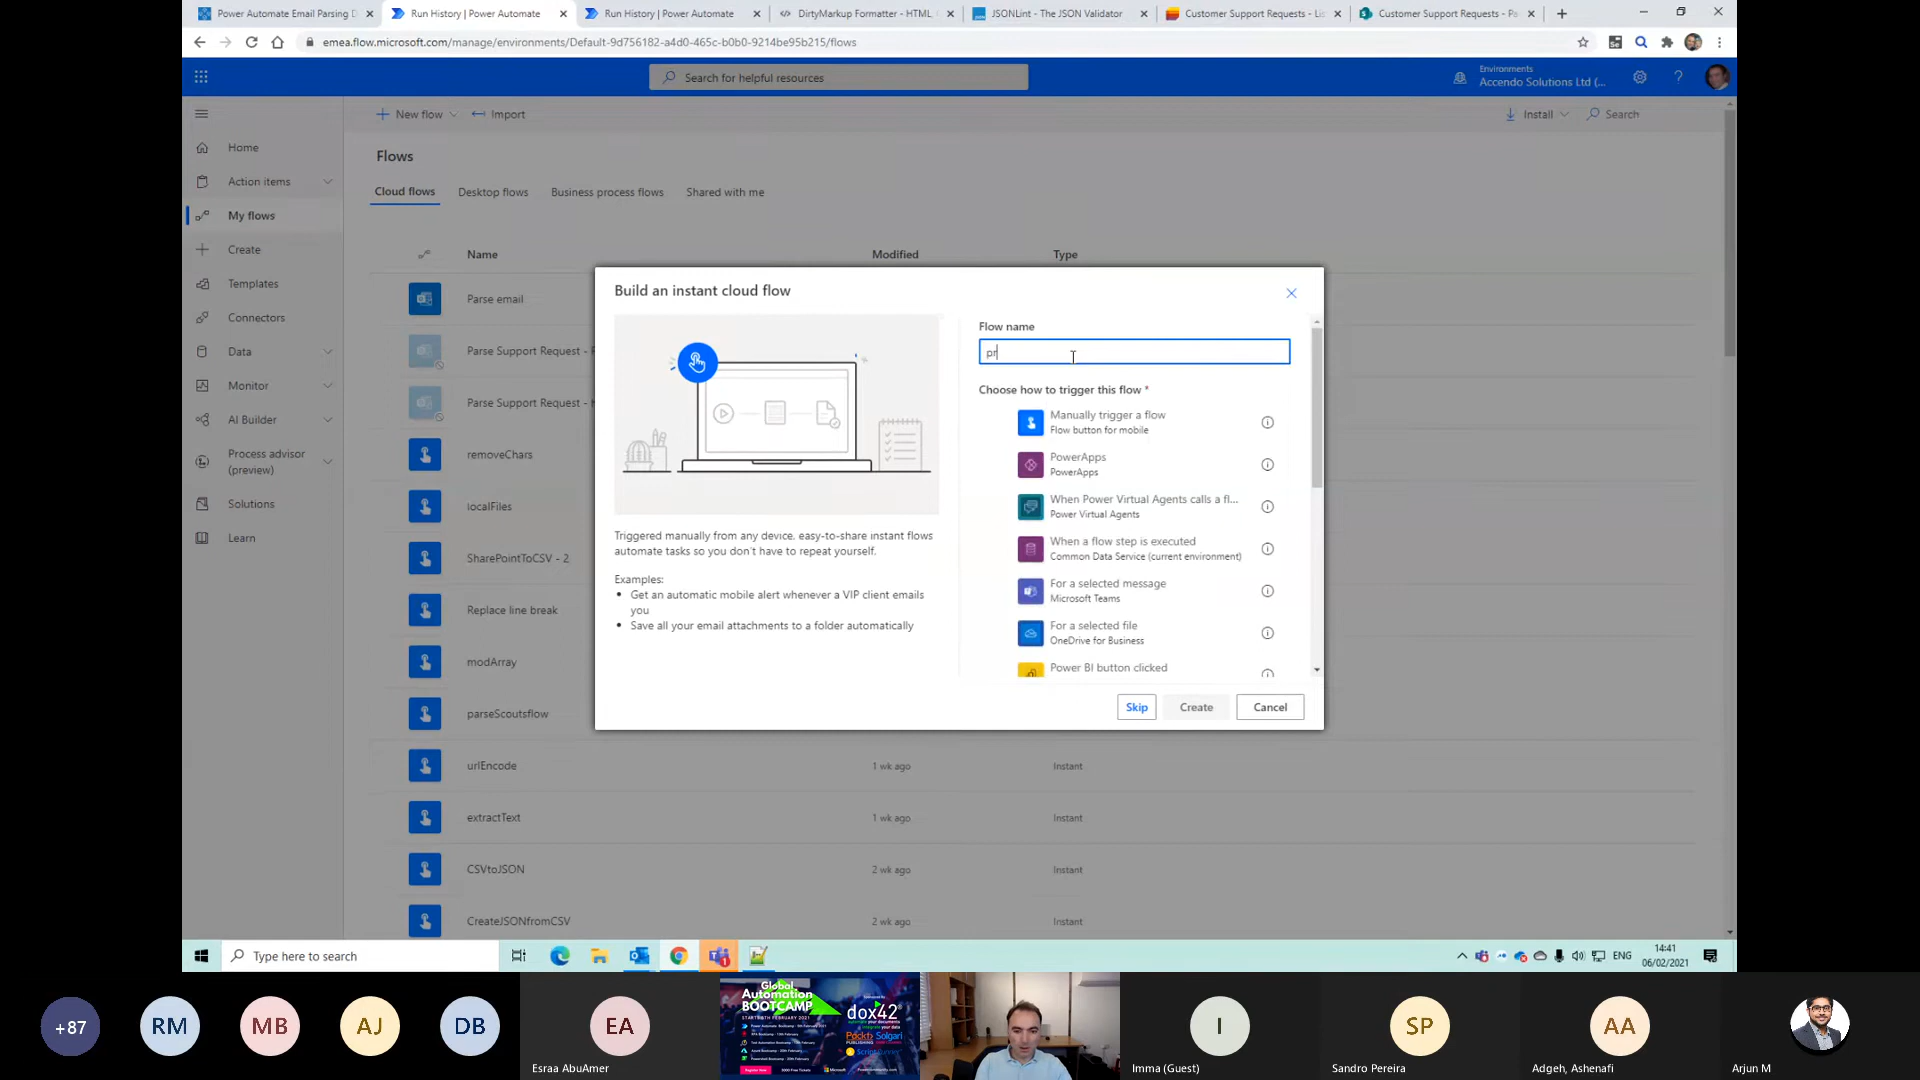 Power Automate Email Parsing D
Run History | Power Automate
Run History | Power Automate
DirtyMarkup Formatter - HTML,
JSONLint - The JSON Validator
Customer Support Requests - Lis
Customer Support Requests - Pa
emea.flow.microsoft.com/manage/environments/Default-9d756182-a4d0-465c-b0b0-9214be95b215/flows
Search for helpful resources
Environments
Accendo Solutions Ltd (...
New flow
Import
Install
Search
Home
Action items
My flows
Create
Templates
Connectors
Data
Monitor
AI Builder
Process advisor
(preview)
Solutions
Learn
Flows
Cloud flows
Desktop flows
Business process flows
Shared with me
Name
Modified
Type
Parse email
Parse Support Request -
Parse Support Request -
removeChars
localFiles
SharePointToCSV - 2
Replace line break
modArray
parseScoutsflow
urlEncode
1 wk ago
Instant
extractText
1 wk ago
Instant
CSVtoJSON
2 wk ago
Instant
CreateJSONfromCSV
2 wk ago
Instant
Build an instant cloud flow
Triggered manually from any device, easy-to-share instant flows
automate tasks so you don't have to repeat yourself.
Examples:
Get an automatic mobile alert whenever a VIP client emails
you
Save all your email attachments to a folder automatically
Flow name
pr
Choose how to trigger this flow *
Manually trigger a flow
Flow button for mobile
PowerApps
PowerApps
When Power Virtual Agents calls a fl...
Power Virtual Agents
When a flow step is executed
Common Data Service (current environment)
For a selected message
Microsoft Teams
For a selected file
OneDrive for Business
Power BI button clicked
Skip
Create
Cancel
Type here to search
ENG
14:41
06/02/2021
+87
RM
MB
AJ
DB
EA
Esraa AbuAmer
Global
Automation
BOOTCAMP
dox42
I
Imma (Guest)
SP
Sandro Pereira
AA
Adgeh, Ashenafi
Arjun M